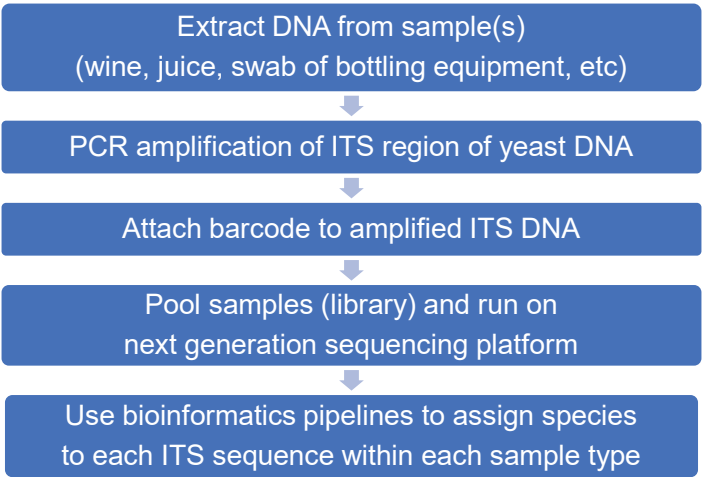 Extract DNA from sample(s)
(wine, juice, swab of bottling equipment, etc)
PCR amplification of ITS region of yeast DNA
Attach barcode to amplified ITS DNA
Pool samples (library) and run on
next generation sequencing platform
Use bioinformatics pipelines to assign species
to each ITS sequence within each sample type